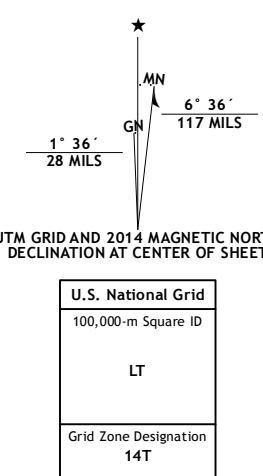 ★
MN
GN
6° 36´
117 MILS
1° 36´
28 MILS
UTM GRID AND 2014 MAGNETIC NORT
DECLINATION AT CENTER OF SHEET
U.S. National Grid
100,000-m Square ID
LT
Grid Zone Designation
14T